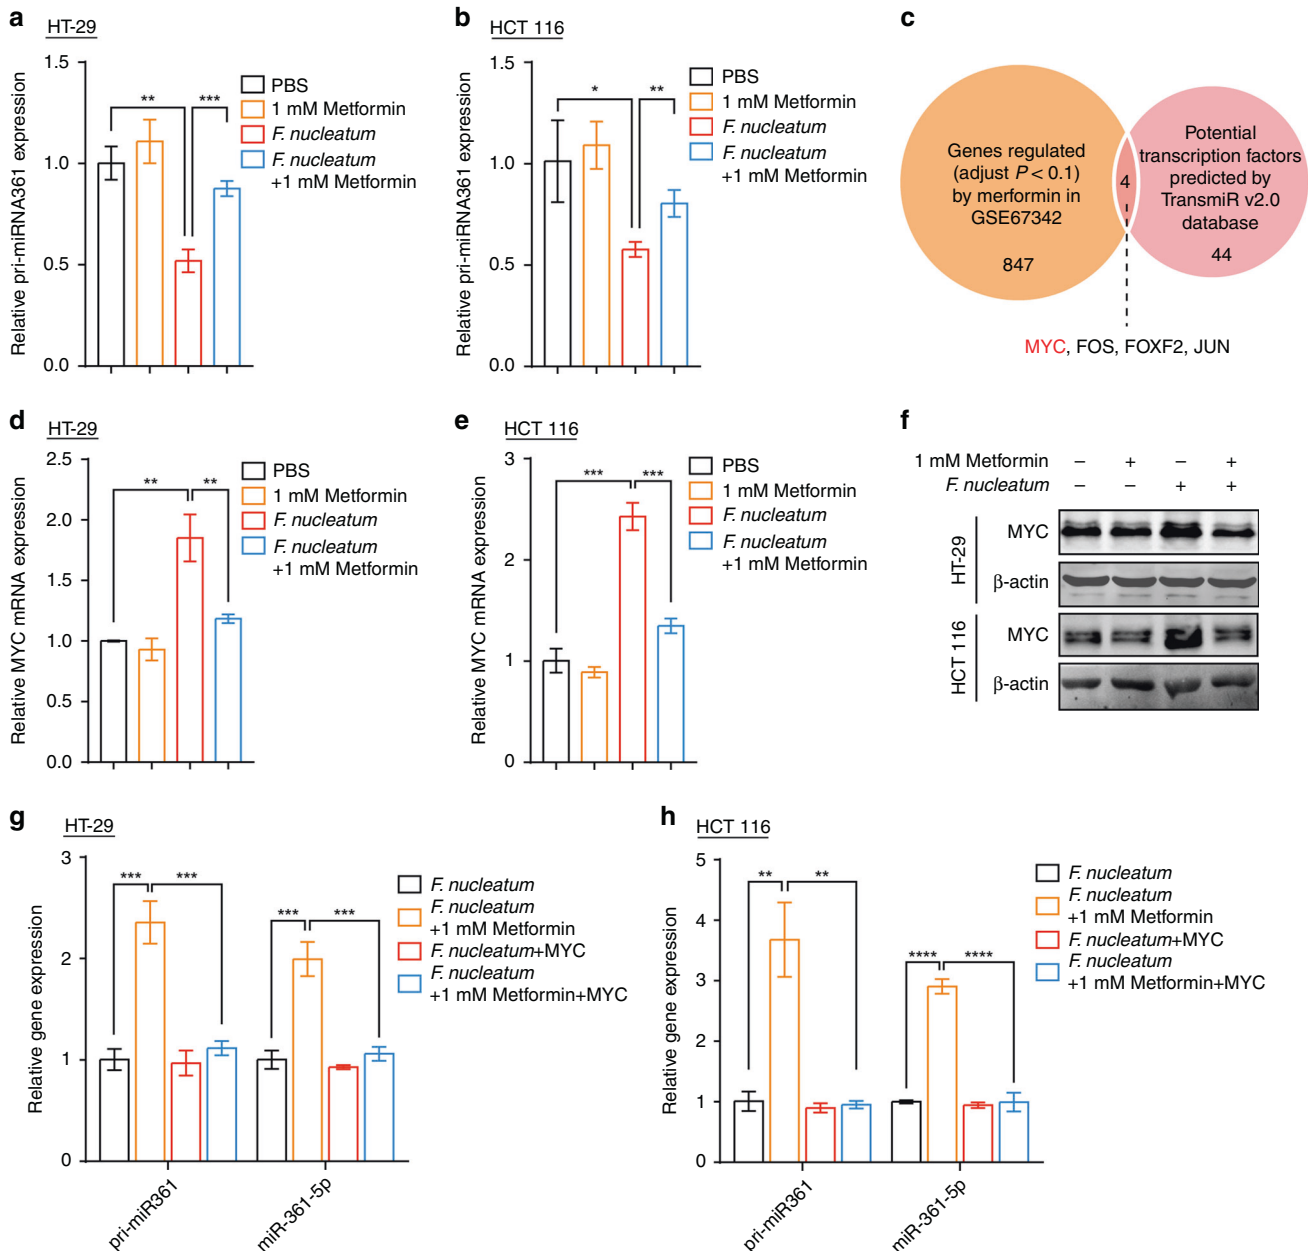 a
HT-29
Relative pri-miRNA361 expression
1.5
1.0
0.5
0.0
**
***
PBS
1 mM Metformin
F. nucleatum
F. nucleatum
+1 mM Metformin
b
HCT 116
Relative pri-miRNA361 expression
1.5
1.0
0.5
0.0
*
**
PBS
1 mM Metformin
F. nucleatum
F. nucleatum
+1 mM Metformin
c
Genes regulated
(adjust P < 0.1)
by merformin in
GSE67342
847
4
Potential
transcription factors
predicted by
TransmiR v2.0
database
44
MYC, FOS, FOXF2, JUN
d
HT-29
Relative MYC mRNA expression
2.5
2.0
1.5
1.0
0.5
0.0
**
**
PBS
1 mM Metformin
F. nucleatum
F. nucleatum
+1 mM Metformin
e
HCT 116
Relative MYC mRNA expression
3
2
1
0
***
***
PBS
1 mM Metformin
F. nucleatum
F. nucleatum
+1 mM Metformin
f
1 mM Metformin – + – +
F. nucleatum – – + +
HT-29
MYC
β-actin
HCT 116
MYC
β-actin
g
HT-29
Relative gene expression
3
2
1
0
***
***
***
***
pri-miR361
miR-361-5p
F. nucleatum
F. nucleatum
+1 mM Metformin
F. nucleatum+MYC
F. nucleatum
+1 mM Metformin+MYC
h
HCT 116
Relative gene expression
5
4
3
2
1
0
**
**
****
****
pri-miR361
miR-361-5p
F. nucleatum
F. nucleatum
+1 mM Metformin
F. nucleatum+MYC
F. nucleatum
+1 mM Metformin+MYC